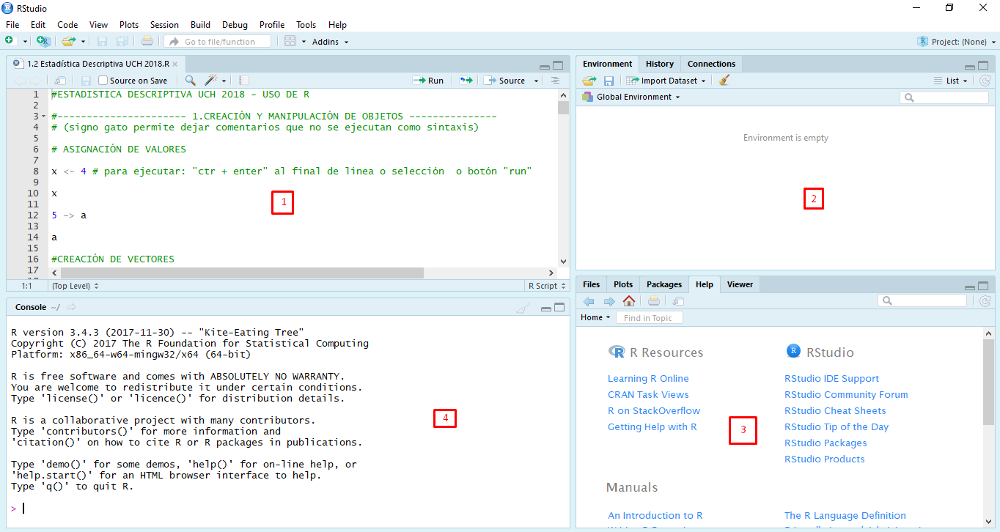 RStudio
File Edit Code View Plots Session Build Debug Profile Tools Help
Go to file/function Addins Project: (None)
1.2 Estadística Descriptiva UCH 2018.R
Source on Save Run Source
1 #ESTADISTICA DESCRIPTIVA UCH 2018 - USO DE R
2
3 #---------------------- 1.CREACIÓN Y MANIPULACIÓN DE OBJETOS ---------------
4 # (signo gato permite dejar comentarios que no se ejecutan como sintaxis)
5
6 # ASIGNACIÓN DE VALORES
7
8 x <- 4 # para ejecutar: "ctr + enter" al final de línea o selección  o botón "run"
9
10 x
11
12 5 -> a
13
14 a
15
16 #CREACIÓN DE VECTORES
17
1
1:1 (Top Level) R Script
Environment History Connections
Import Dataset List
Global Environment
Environment is empty
2
Console ~/
R version 3.4.3 (2017-11-30) -- "Kite-Eating Tree"
Copyright (C) 2017 The R Foundation for Statistical Computing
Platform: x86_64-w64-mingw32/x64 (64-bit)
R is free software and comes with ABSOLUTELY NO WARRANTY.
You are welcome to redistribute it under certain conditions.
Type 'license()' or 'licence()' for distribution details.
R is a collaborative project with many contributors.
Type 'contributors()' for more information and
'citation()' on how to cite R or R packages in publications.
Type 'demo()' for some demos, 'help()' for on-line help, or
'help.start()' for an HTML browser interface to help.
Type 'q()' to quit R.
>
4
Files Plots Packages Help Viewer
Home Find in Topic
R Resources
Learning R Online
CRAN Task Views
R on StackOverflow
Getting Help with R
RStudio
RStudio IDE Support
RStudio Community Forum
RStudio Cheat Sheets
RStudio Tip of the Day
RStudio Packages
RStudio Products
3
Manuals
An Introduction to R
The R Language Definition